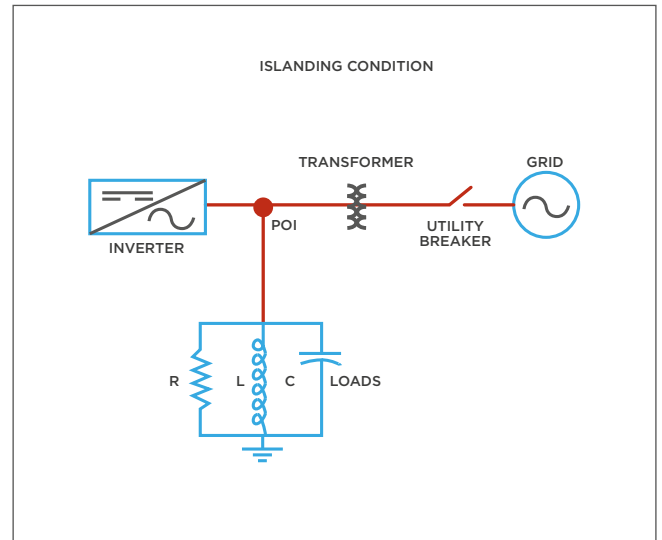 ISLANDING CONDITION
TRANSFORMER
GRID
POI
UTILITY
BREAKER
INVERTER
R
L
C
LOADS